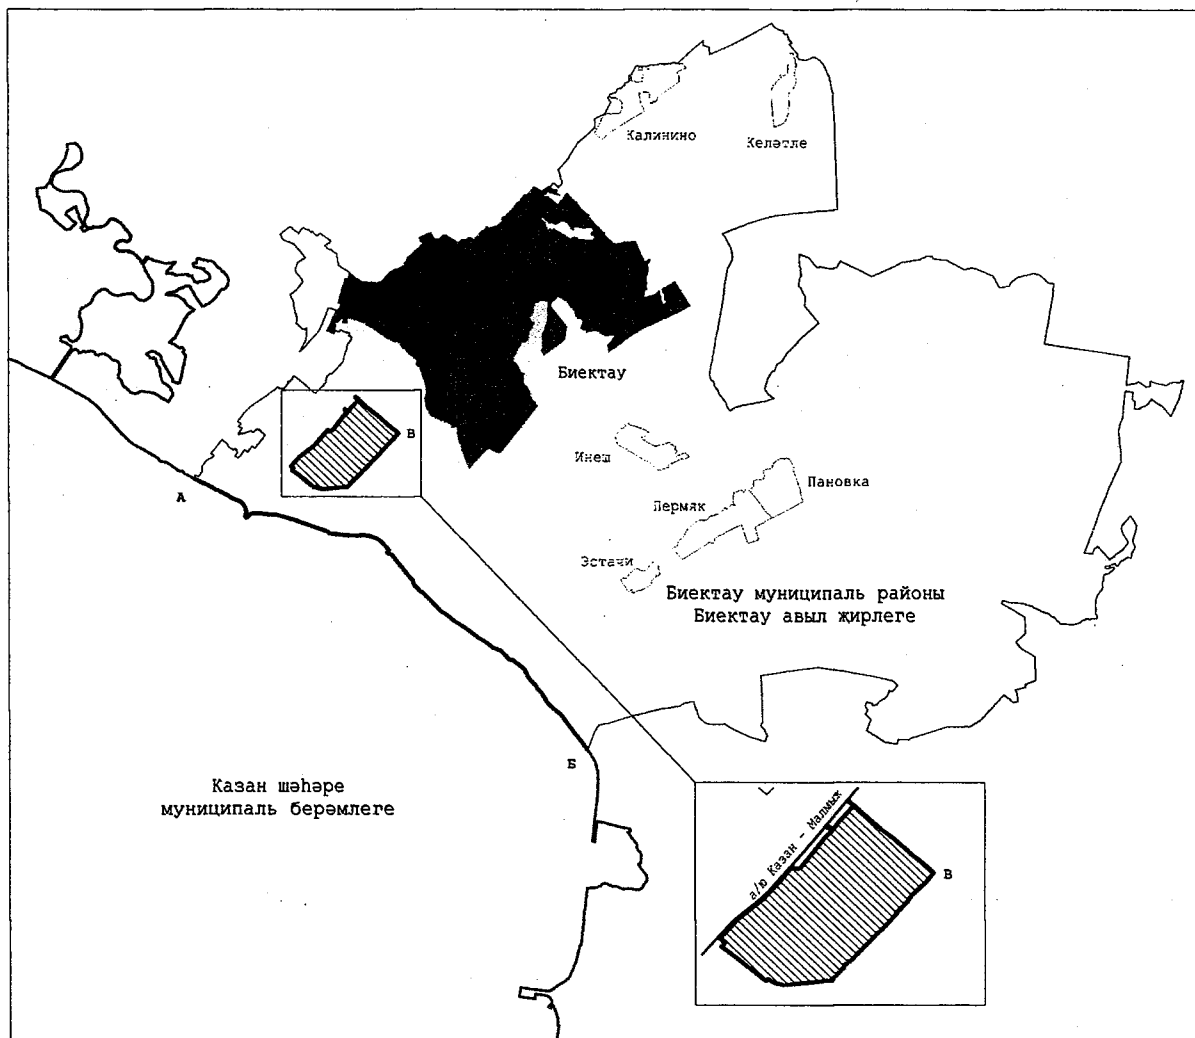 Калинино
Келәтле
Биектау
В
Инеш
Пановка
А
Пермяк
Эстачи
Биектау муниципаль районы
Биектау авыл җирлеге
Б
Казан шәһәре
муниципаль берәмлеге
а/ю Казан - Малмыж
В